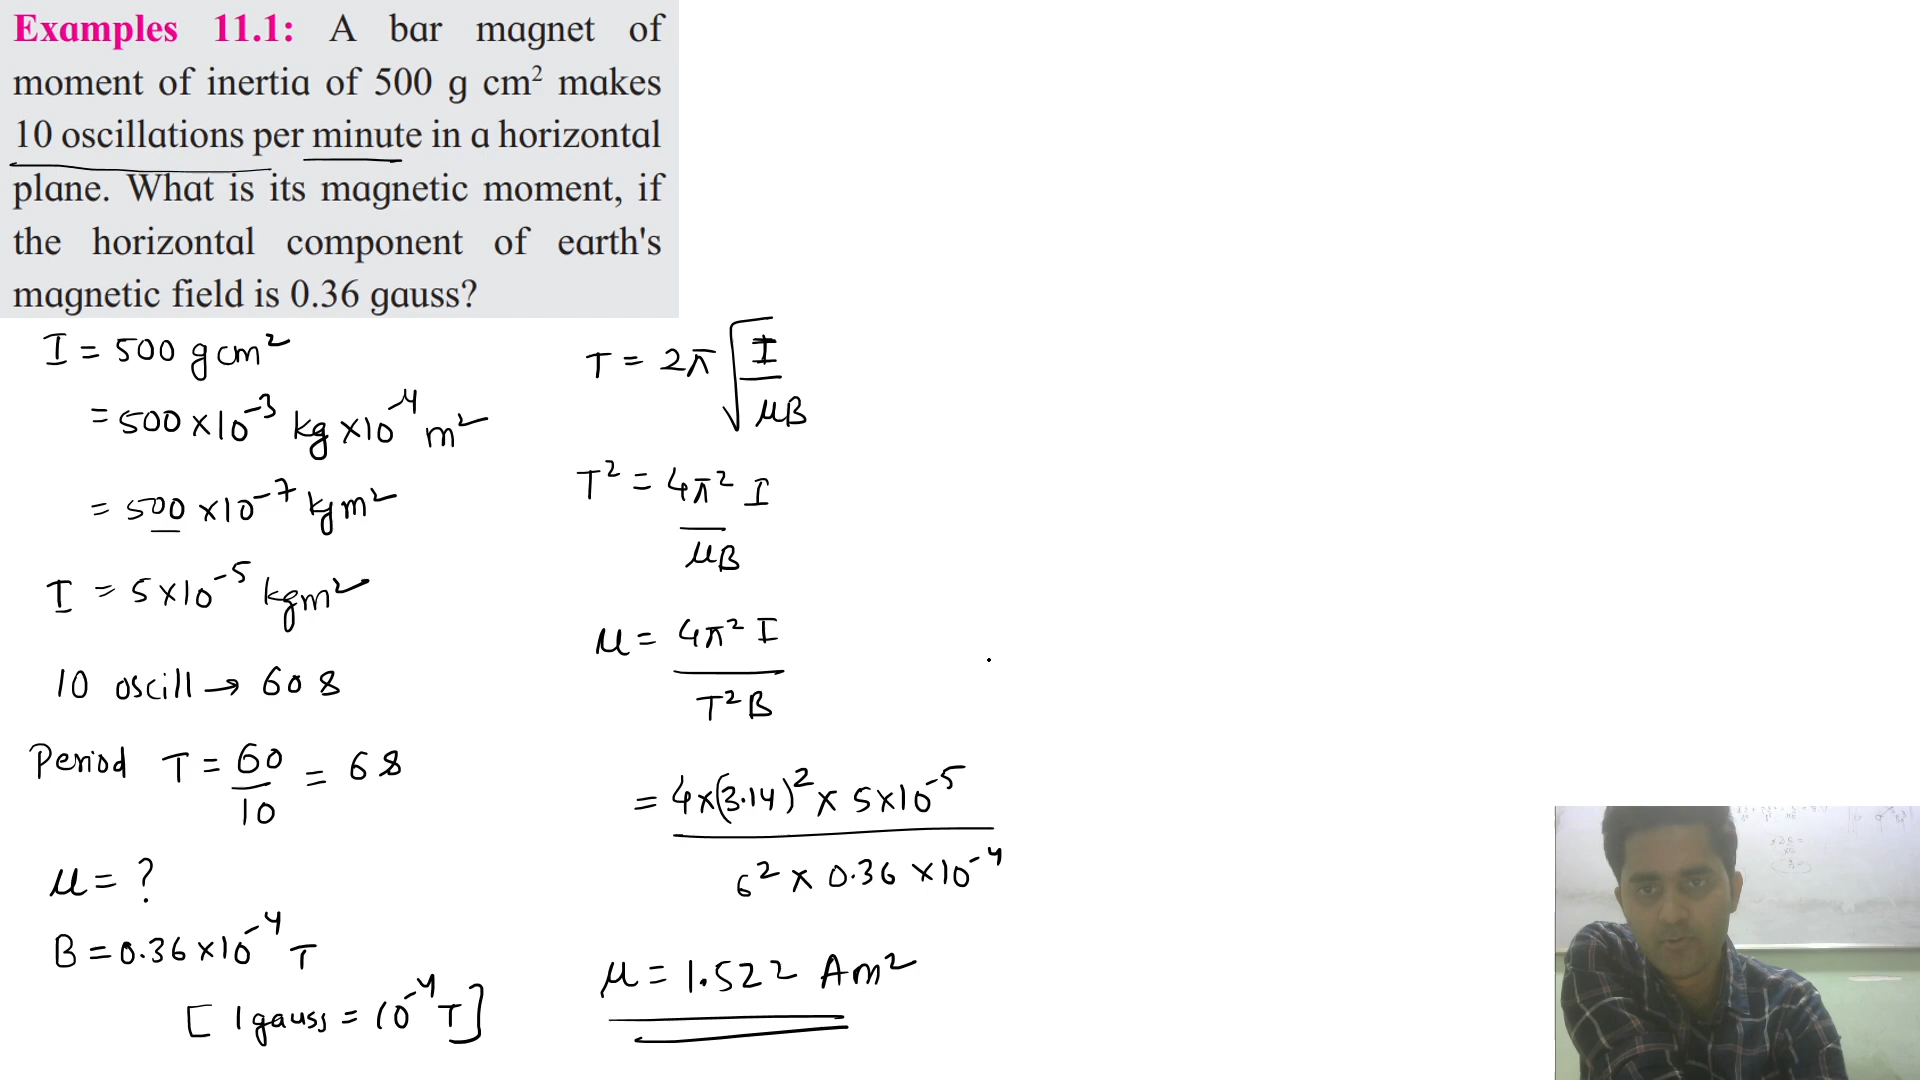 Examples 11.1: A bar magnet of
moment of inertia of 500 g cm² makes
10 oscillations per minute in a horizontal
plane. What is its magnetic moment, if
the horizontal component of earth's
magnetic field is 0.36 gauss?
I = 500 g cm²
= 500 × 10⁻³ kg × 10⁻⁴ m²
= 500 × 10⁻⁷ kg m²
I = 5 × 10⁻⁵ kg m²
10 oscill → 60 s
Period T = 60/10 = 6 s
μ = ?
B = 0.36 × 10⁻⁴ T
[ 1 gauss = 10⁻⁴ T ]
T = 2π √(I/μB)
T² = 4π² I / μB
μ = 4π² I / T² B
= 4 × (3.14)² × 5 × 10⁻⁵ / 6² × 0.36 × 10⁻⁴
μ = 1.522 Am²